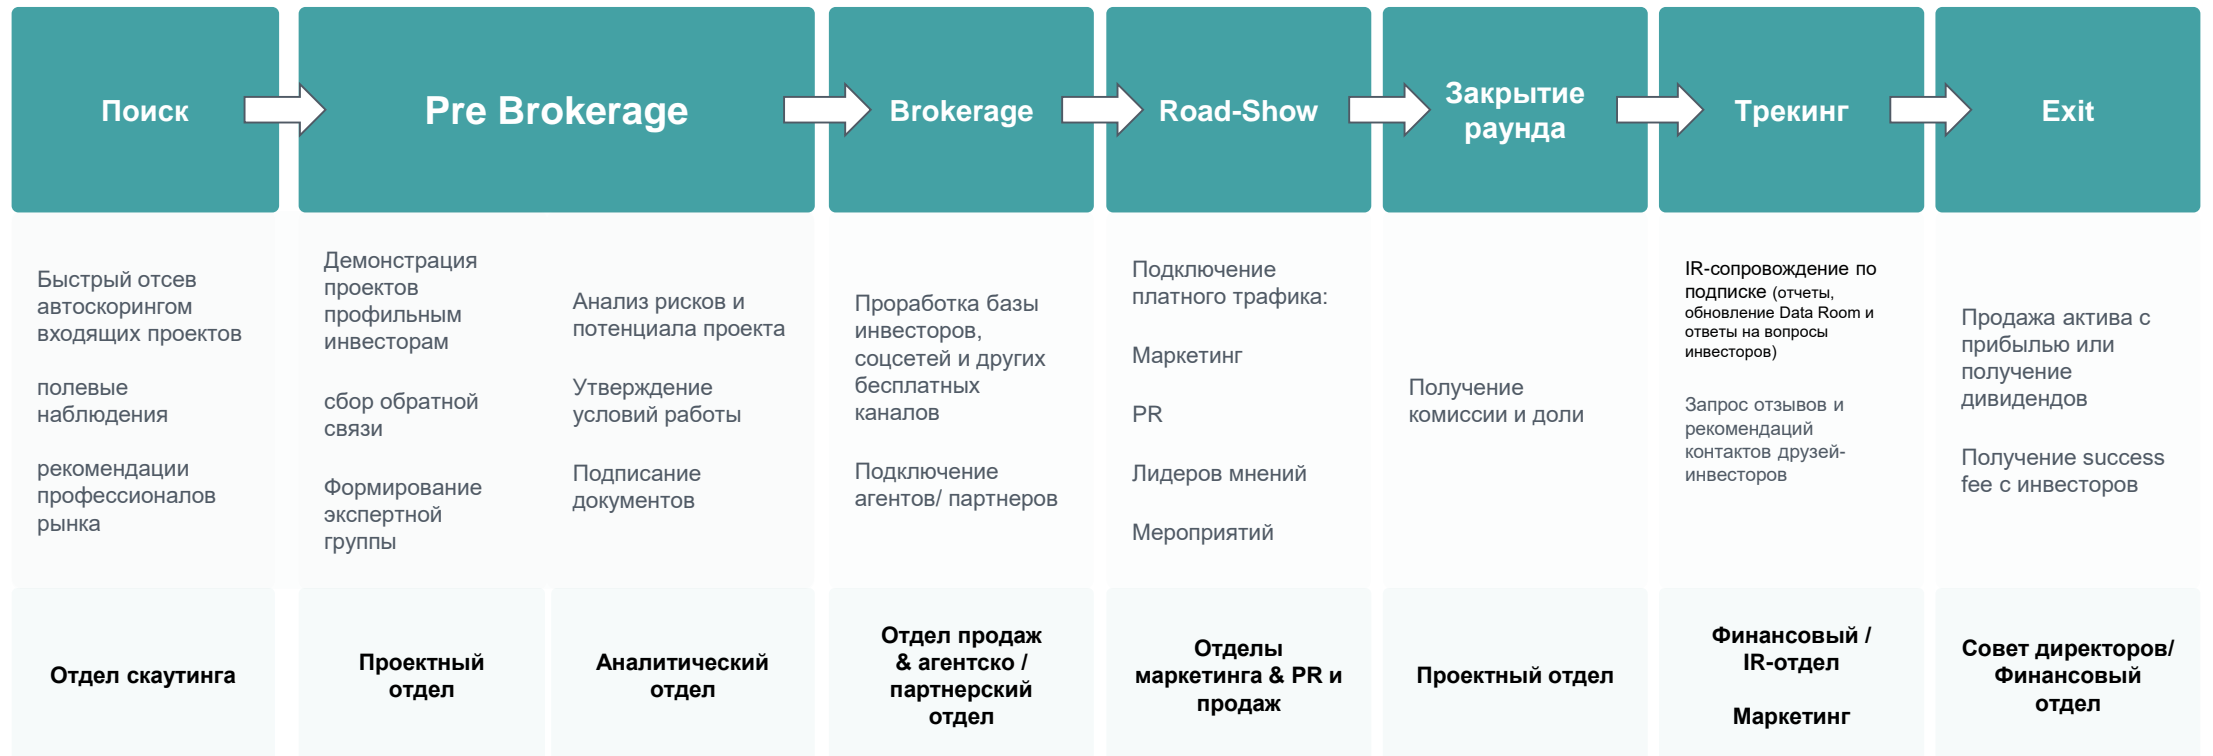 Поиск
Pre Brokerage
Brokerage
Road-Show
Закрытие
раунда
Трекинг
Exit
Быстрый отсев
автоскорингом
входящих проектов
полевые
наблюдения
рекомендации
профессионалов
рынка
Демонстрация
проектов
профильным
инвесторам
сбор обратной
связи
Формирование
экспертной
группы
Анализ рисков и
потенциала проекта
Утверждение
условий работы
Подписание
документов
Проработка базы
инвесторов,
соцсетей и других
бесплатных
каналов
Подключение
агентов/ партнеров
Подключение
платного трафика:
Маркетинг
PR
Лидеров мнений
Мероприятий
Получение
комиссии и доли
IR-сопровождение по
подписке (отчеты,
обновление Data Room и
ответы на вопросы
инвесторов)
Запрос отзывов и
рекомендаций
контактов друзей-
инвесторов
Продажа актива с
прибылью или
получение
дивидендов
Получение success
fee с инвесторов
Отдел скаутинга
Проектный
отдел
Аналитический
отдел
Отдел продаж
& агентско /
партнерский
отдел
Отделы
маркетинга & PR и
продаж
Проектный отдел
Финансовый /
IR-отдел
Маркетинг
Совет директоров/
Финансовый
отдел